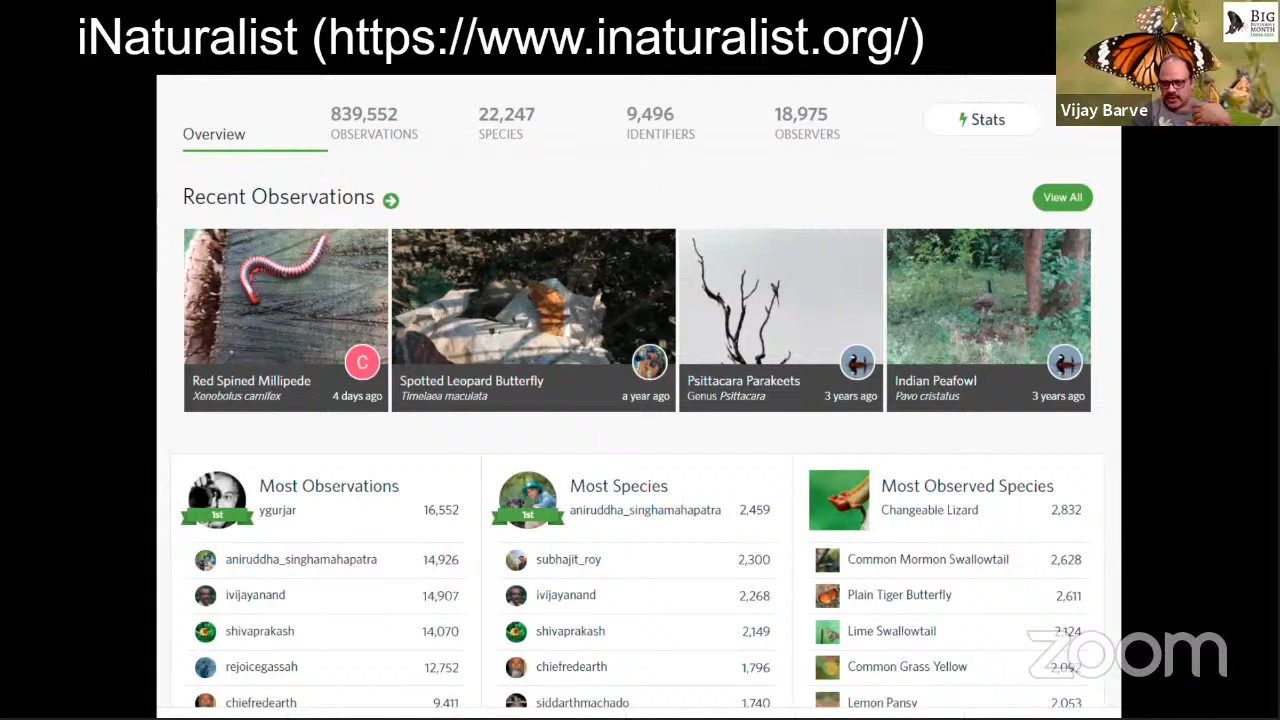 iNaturalist (https://www.inaturalist.org/)
BIG
BUTTERFLY
MONTH
Vijay Barve
Overview
839,552
OBSERVATIONS
22,247
SPECIES
9,496
IDENTIFIERS
18,975
OBSERVERS
Stats
Recent Observations
View All
C
Red Spined Millipede
Xenobolus carnifex
4 days ago
Spotted Leopard Butterfly
Timelaea maculata
a year ago
Psittacara Parakeets
Genus Psittacara
3 years ago
Indian Peafowl
Pavo cristatus
3 years ago
Most Observations
1st
ygurjar 16,552
aniruddha_singhamahapatra 14,926
ivijayanand 14,907
shivaprakash 14,070
rejoicegassah 12,752
chiefredearth 9,411
Most Species
1st
aniruddha_singhamahapatra 2,459
subhajit_roy 2,300
ivijayanand 2,268
shivaprakash 2,149
chiefredearth 1,796
siddarthmachado 1,740
Most Observed Species
Changeable Lizard 2,832
Common Mormon Swallowtail 2,628
Plain Tiger Butterfly 2,611
Lime Swallowtail 2,124
Common Grass Yellow 2,092
Lemon Pansy 2,053
zoom